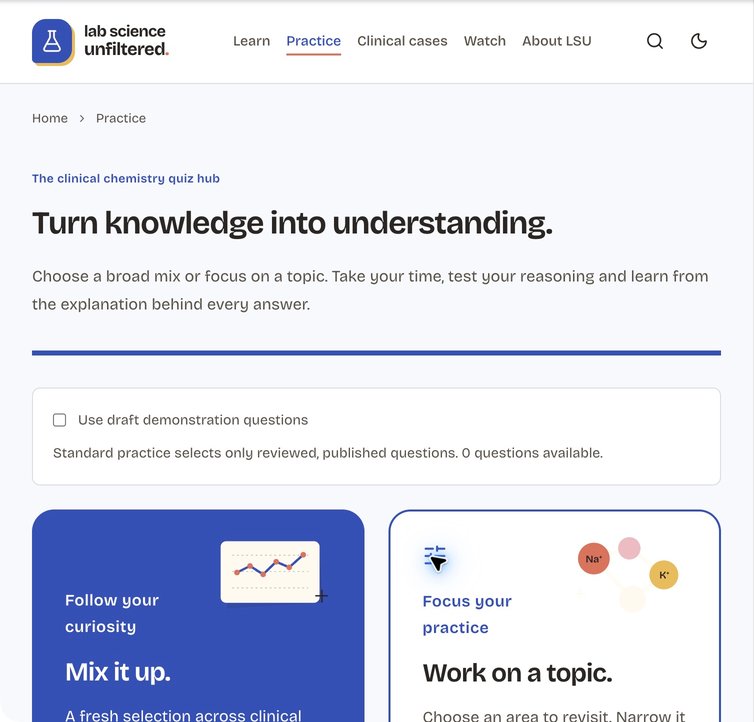 lab science
unfiltered.
Learn Practice Clinical cases Watch About LSU
Home > Practice
The clinical chemistry quiz hub
Turn knowledge into understanding.
Choose a broad mix or focus on a topic. Take your time, test your reasoning and learn from
the explanation behind every answer.
Use draft demonstration questions
Standard practice selects only reviewed, published questions. 0 questions available.
Follow your
curiosity
Mix it up.
A fresh selection across clinical
Na⁺
K⁺
Focus your
practice
Work on a topic.
Choose an area to revisit. Narrow it